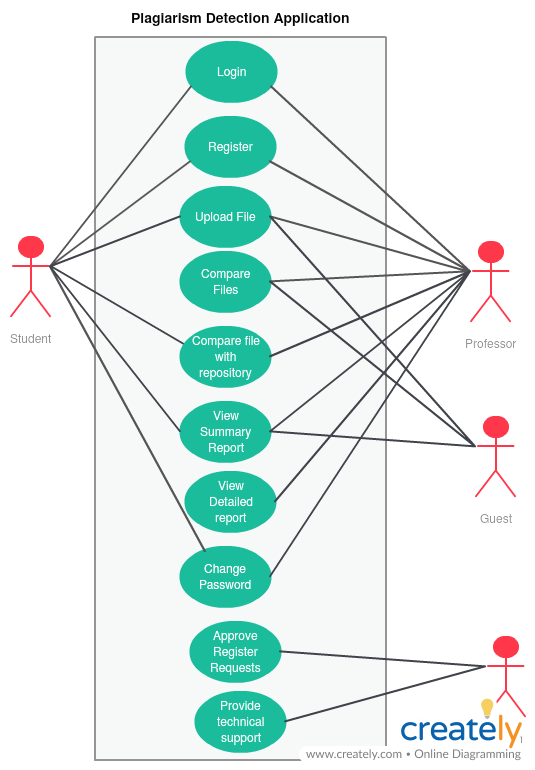 Plagiarism Detection Application
Login
Register
Upload File
Compare
Files
Compare file
with
repository
View
Summary
Report
View
Detailed
report
Change
Password
Approve
Register
Requests
Provide
technical
support
Student
Professor
Guest
creately
www.creately.com • Online Diagramming